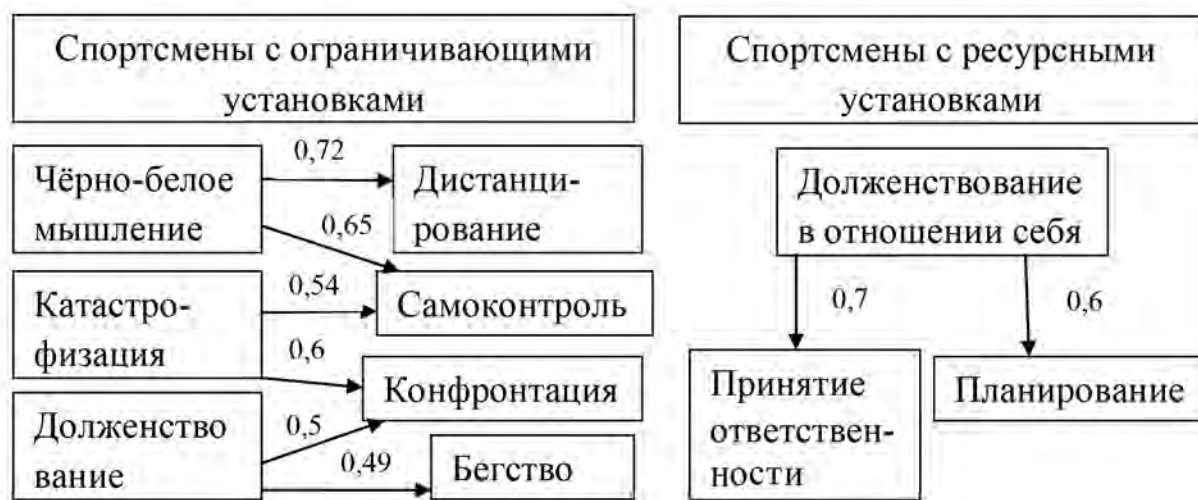 Спортсмены с ограничивающими
установками
Чёрно-белое
мышление
0,72
Дистанци-
рование
0,65
Катастро-
физация
0,54
Самоконтроль
0,6
Конфронтация
Долженство
вание
0,5
0,49
Бегство
Спортсмены с ресурсными
установками
Долженствование
в отношении себя
0,7
0,6
Принятие
ответствен-
ности
Планирование